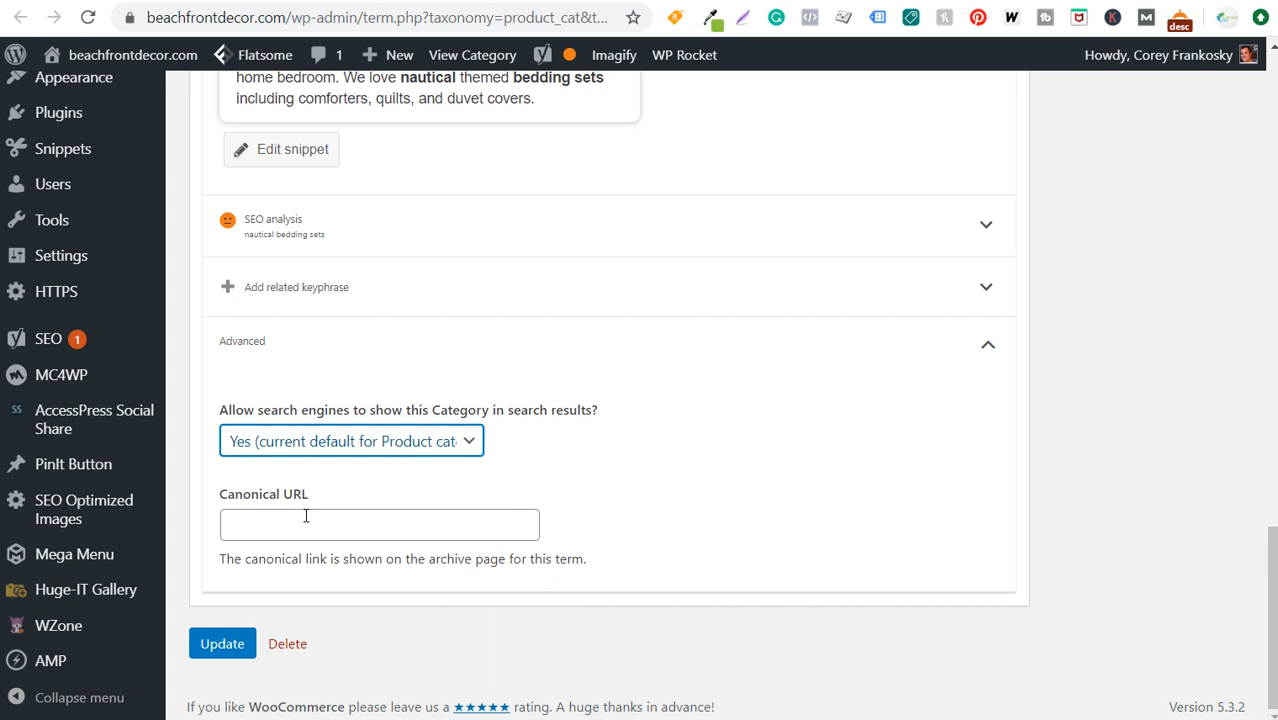 beachfrontdecor.com/wp-admin/term.php?taxonomy=product_cat&t...
desc
beachfrontdecor.com
Flatsome
1
New
View Category
Imagify
WP Rocket
Howdy, Corey Frankosky
Appearance
Plugins
Snippets
Users
Tools
Settings
HTTPS
SEO 1
MC4WP
AccessPress Social
Share
PinIt Button
SEO Optimized
Images
Mega Menu
Huge-IT Gallery
WZone
AMP
Collapse menu
home bedroom. We love nautical themed bedding sets
including comforters, quilts, and duvet covers.
Edit snippet
SEO analysis
nautical bedding sets
Add related keyphrase
Advanced
Allow search engines to show this Category in search results?
Yes (current default for Product cat
Canonical URL
The canonical link is shown on the archive page for this term.
Update
Delete
If you like WooCommerce please leave us a ★★★★★ rating. A huge thanks in advance!
Version 5.3.2